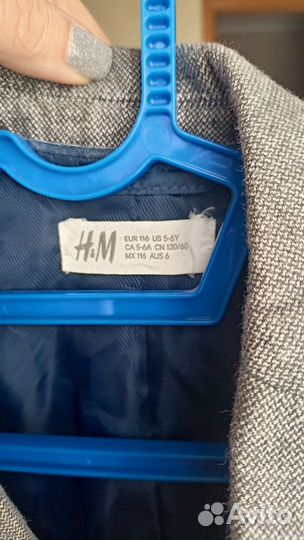 H&M
EUR 116 US 5-6Y
CA 5-6A CN 120/60
MX 116 AUS 6
Avito